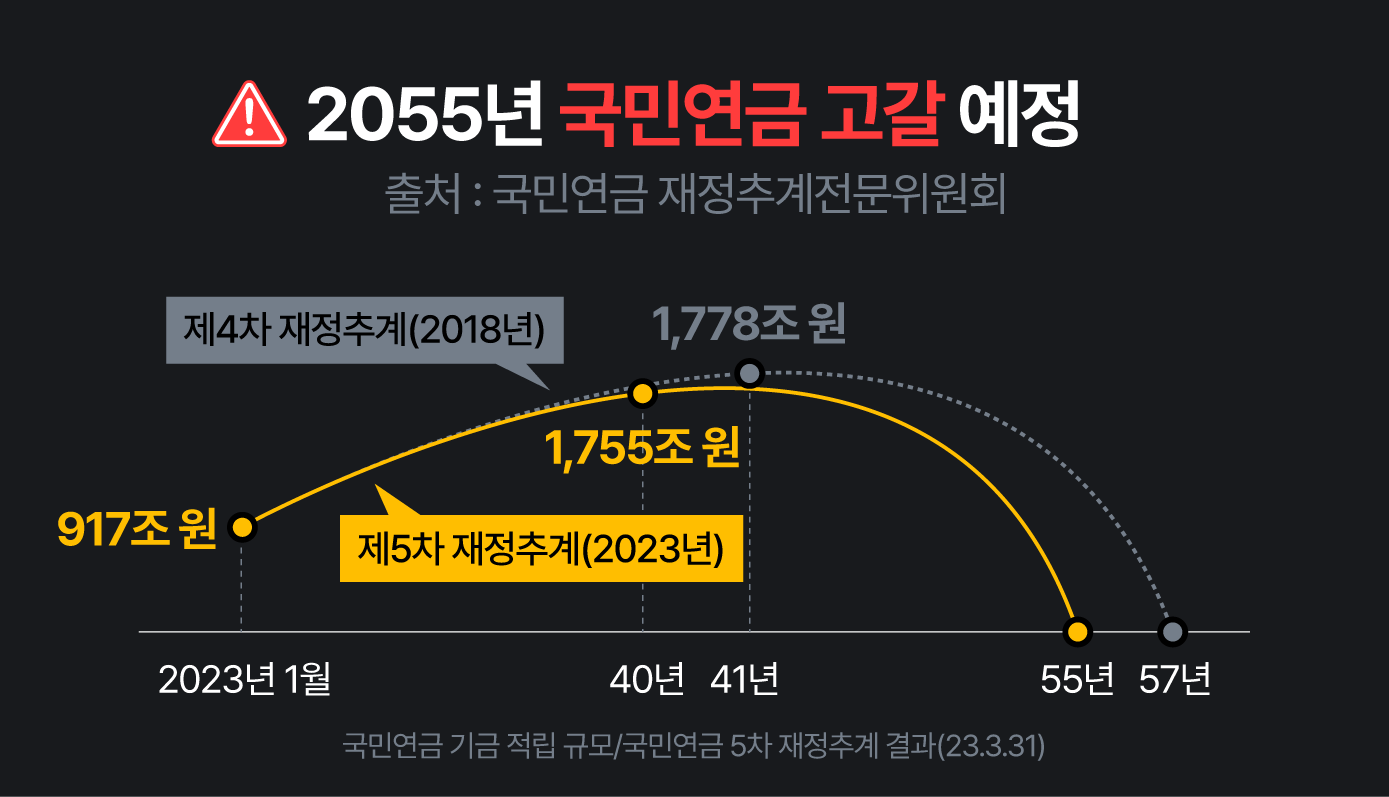 2055년 국민연금 고갈 예정
출처 : 국민연금 재정추계전문위원회
제4차 재정추계(2018년)
1,778조 원
1,755조 원
917조 원
제5차 재정추계(2023년)
2023년 1월
40년
41년
55년
57년
국민연금 기금 적립 규모/국민연금 5차 재정추계 결과(23.3.31)